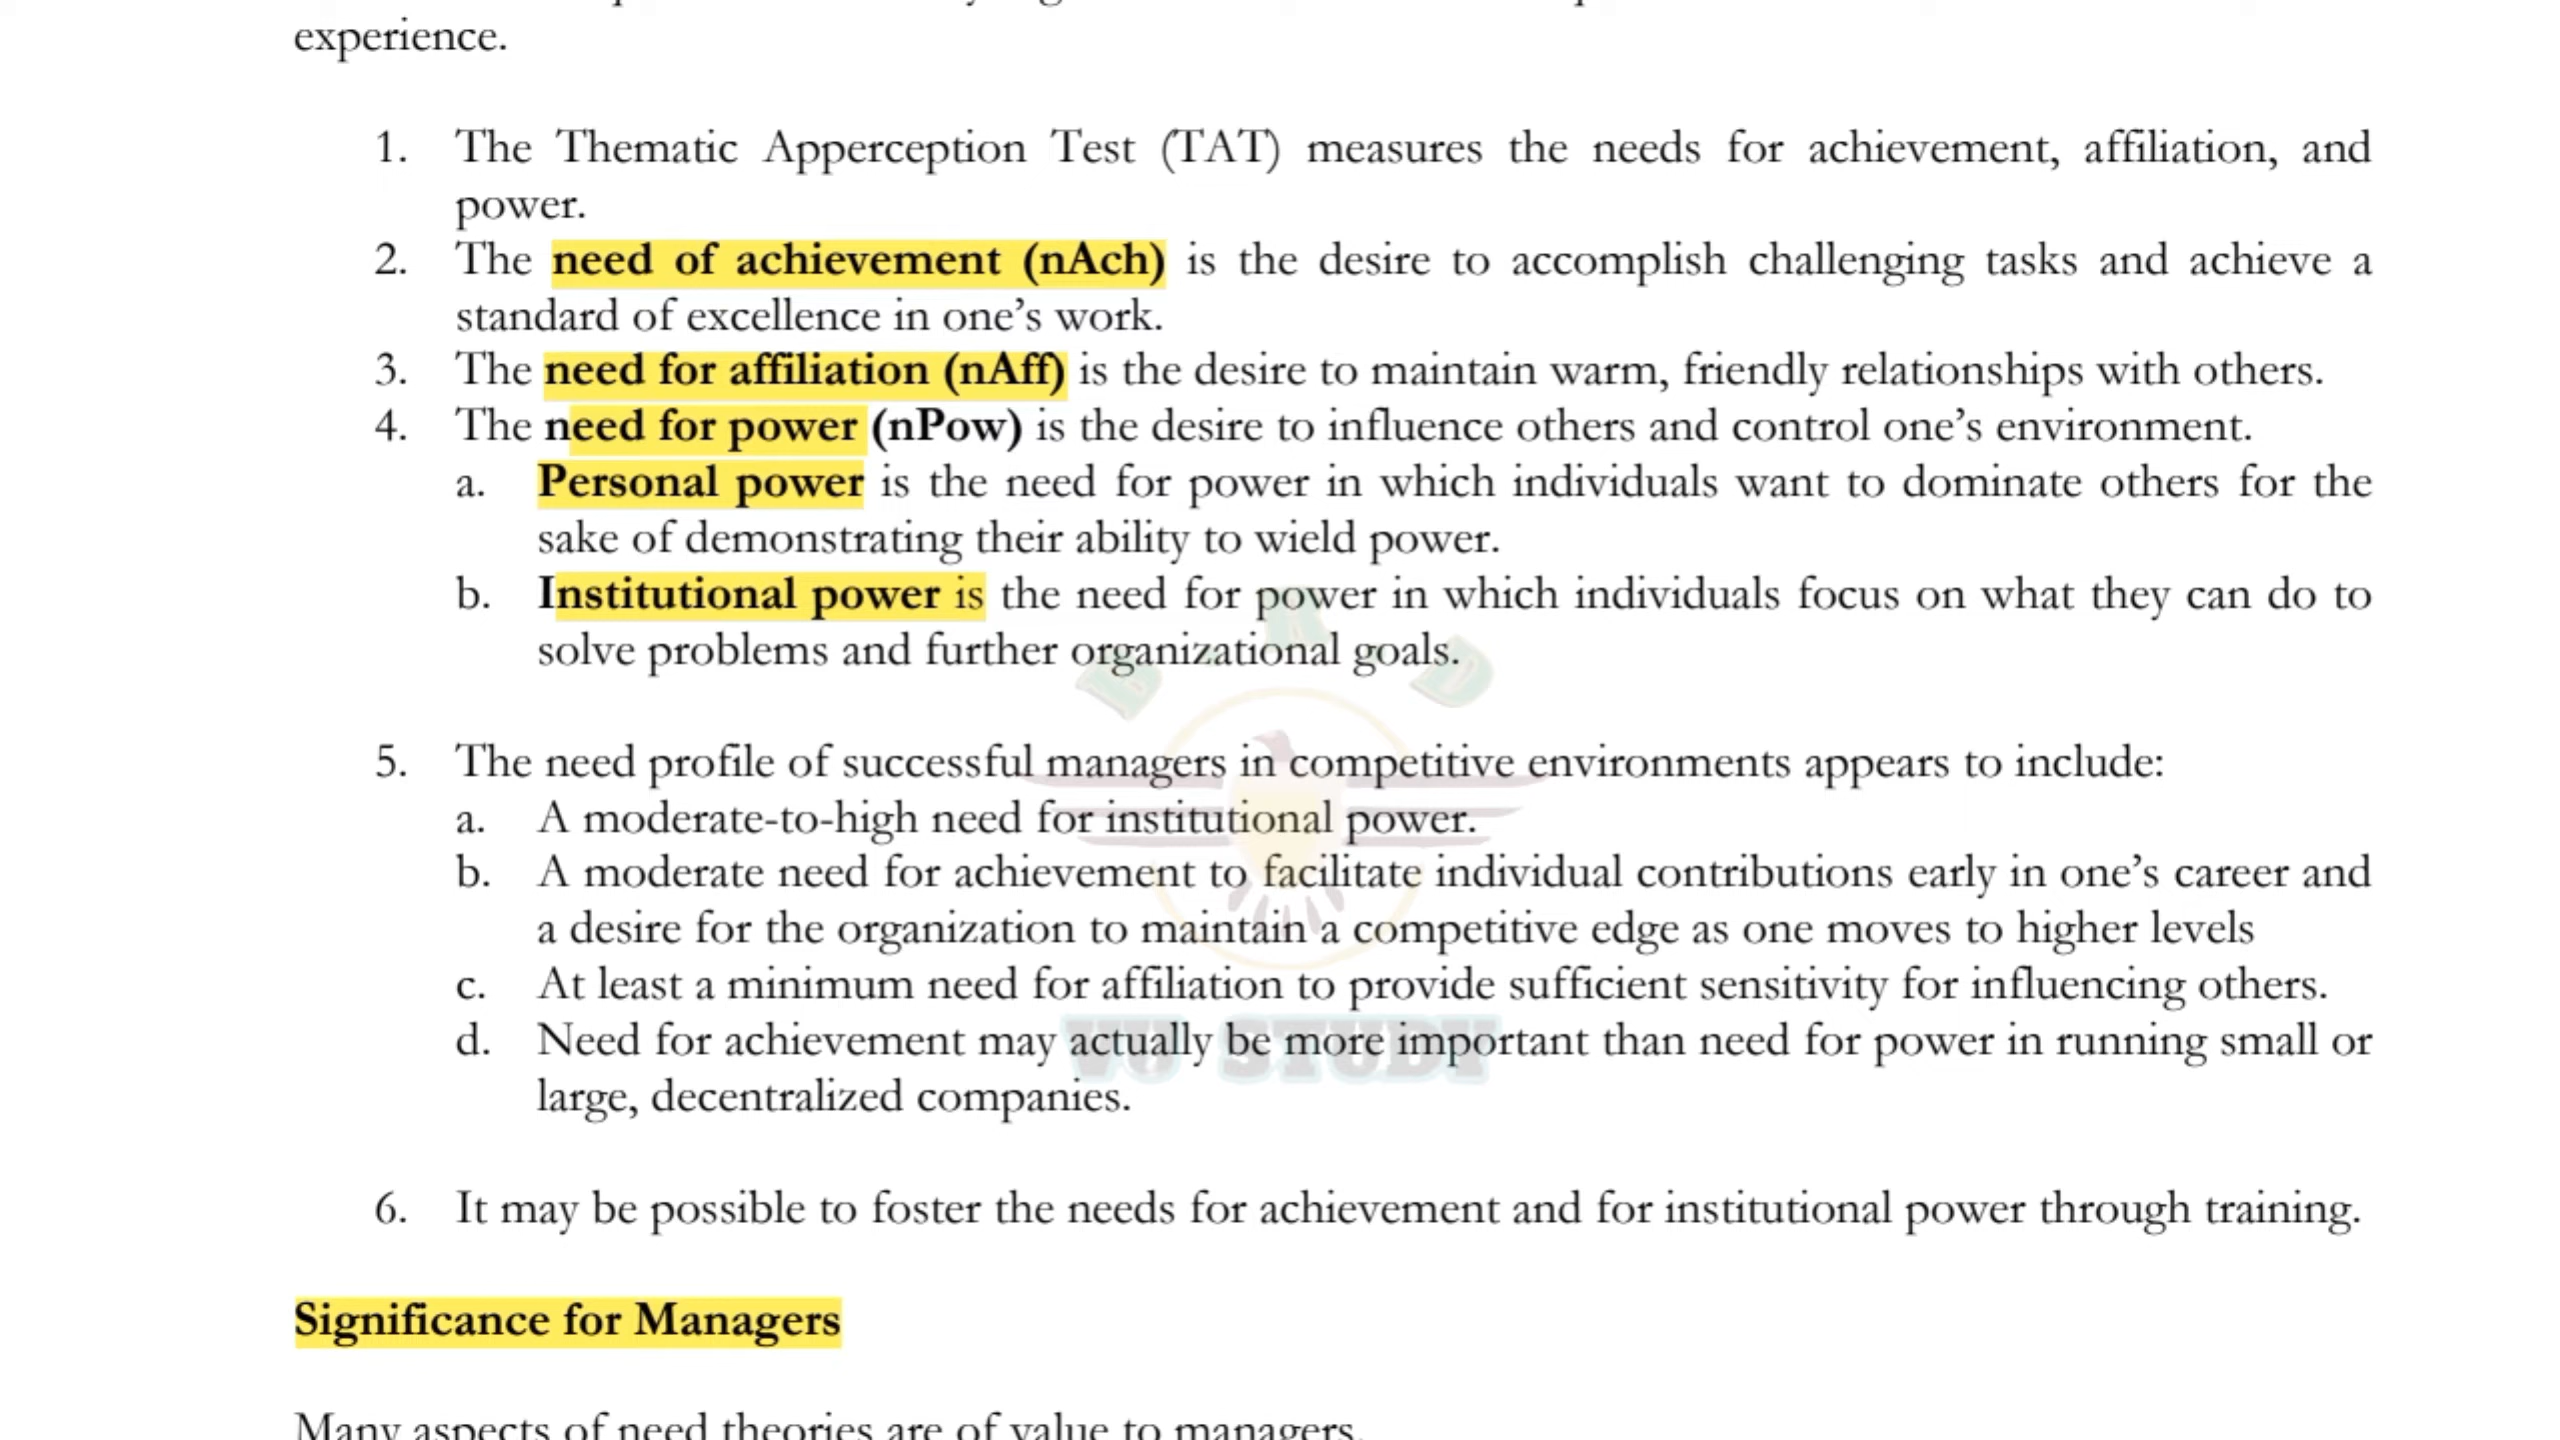 experience.
1. The Thematic Apperception Test (TAT) measures the needs for achievement, affiliation, and
power.
2. The need of achievement (nAch) is the desire to accomplish challenging tasks and achieve a
standard of excellence in one's work.
3. The need for affiliation (nAff) is the desire to maintain warm, friendly relationships with others.
4. The need for power (nPow) is the desire to influence others and control one's environment.
a. Personal power is the need for power in which individuals want to dominate others for the
sake of demonstrating their ability to wield power.
b. Institutional power is the need for power in which individuals focus on what they can do to
solve problems and further organizational goals.
B A D
5. The need profile of successful managers in competitive environments appears to include:
a. A moderate-to-high need for institutional power.
b. A moderate need for achievement to facilitate individual contributions early in one's career and
a desire for the organization to maintain a competitive edge as one moves to higher levels
c. At least a minimum need for affiliation to provide sufficient sensitivity for influencing others.
VU STUDY
d. Need for achievement may actually be more important than need for power in running small or
large, decentralized companies.
6. It may be possible to foster the needs for achievement and for institutional power through training.
Significance for Managers
Many aspects of need theories are of value to managers.